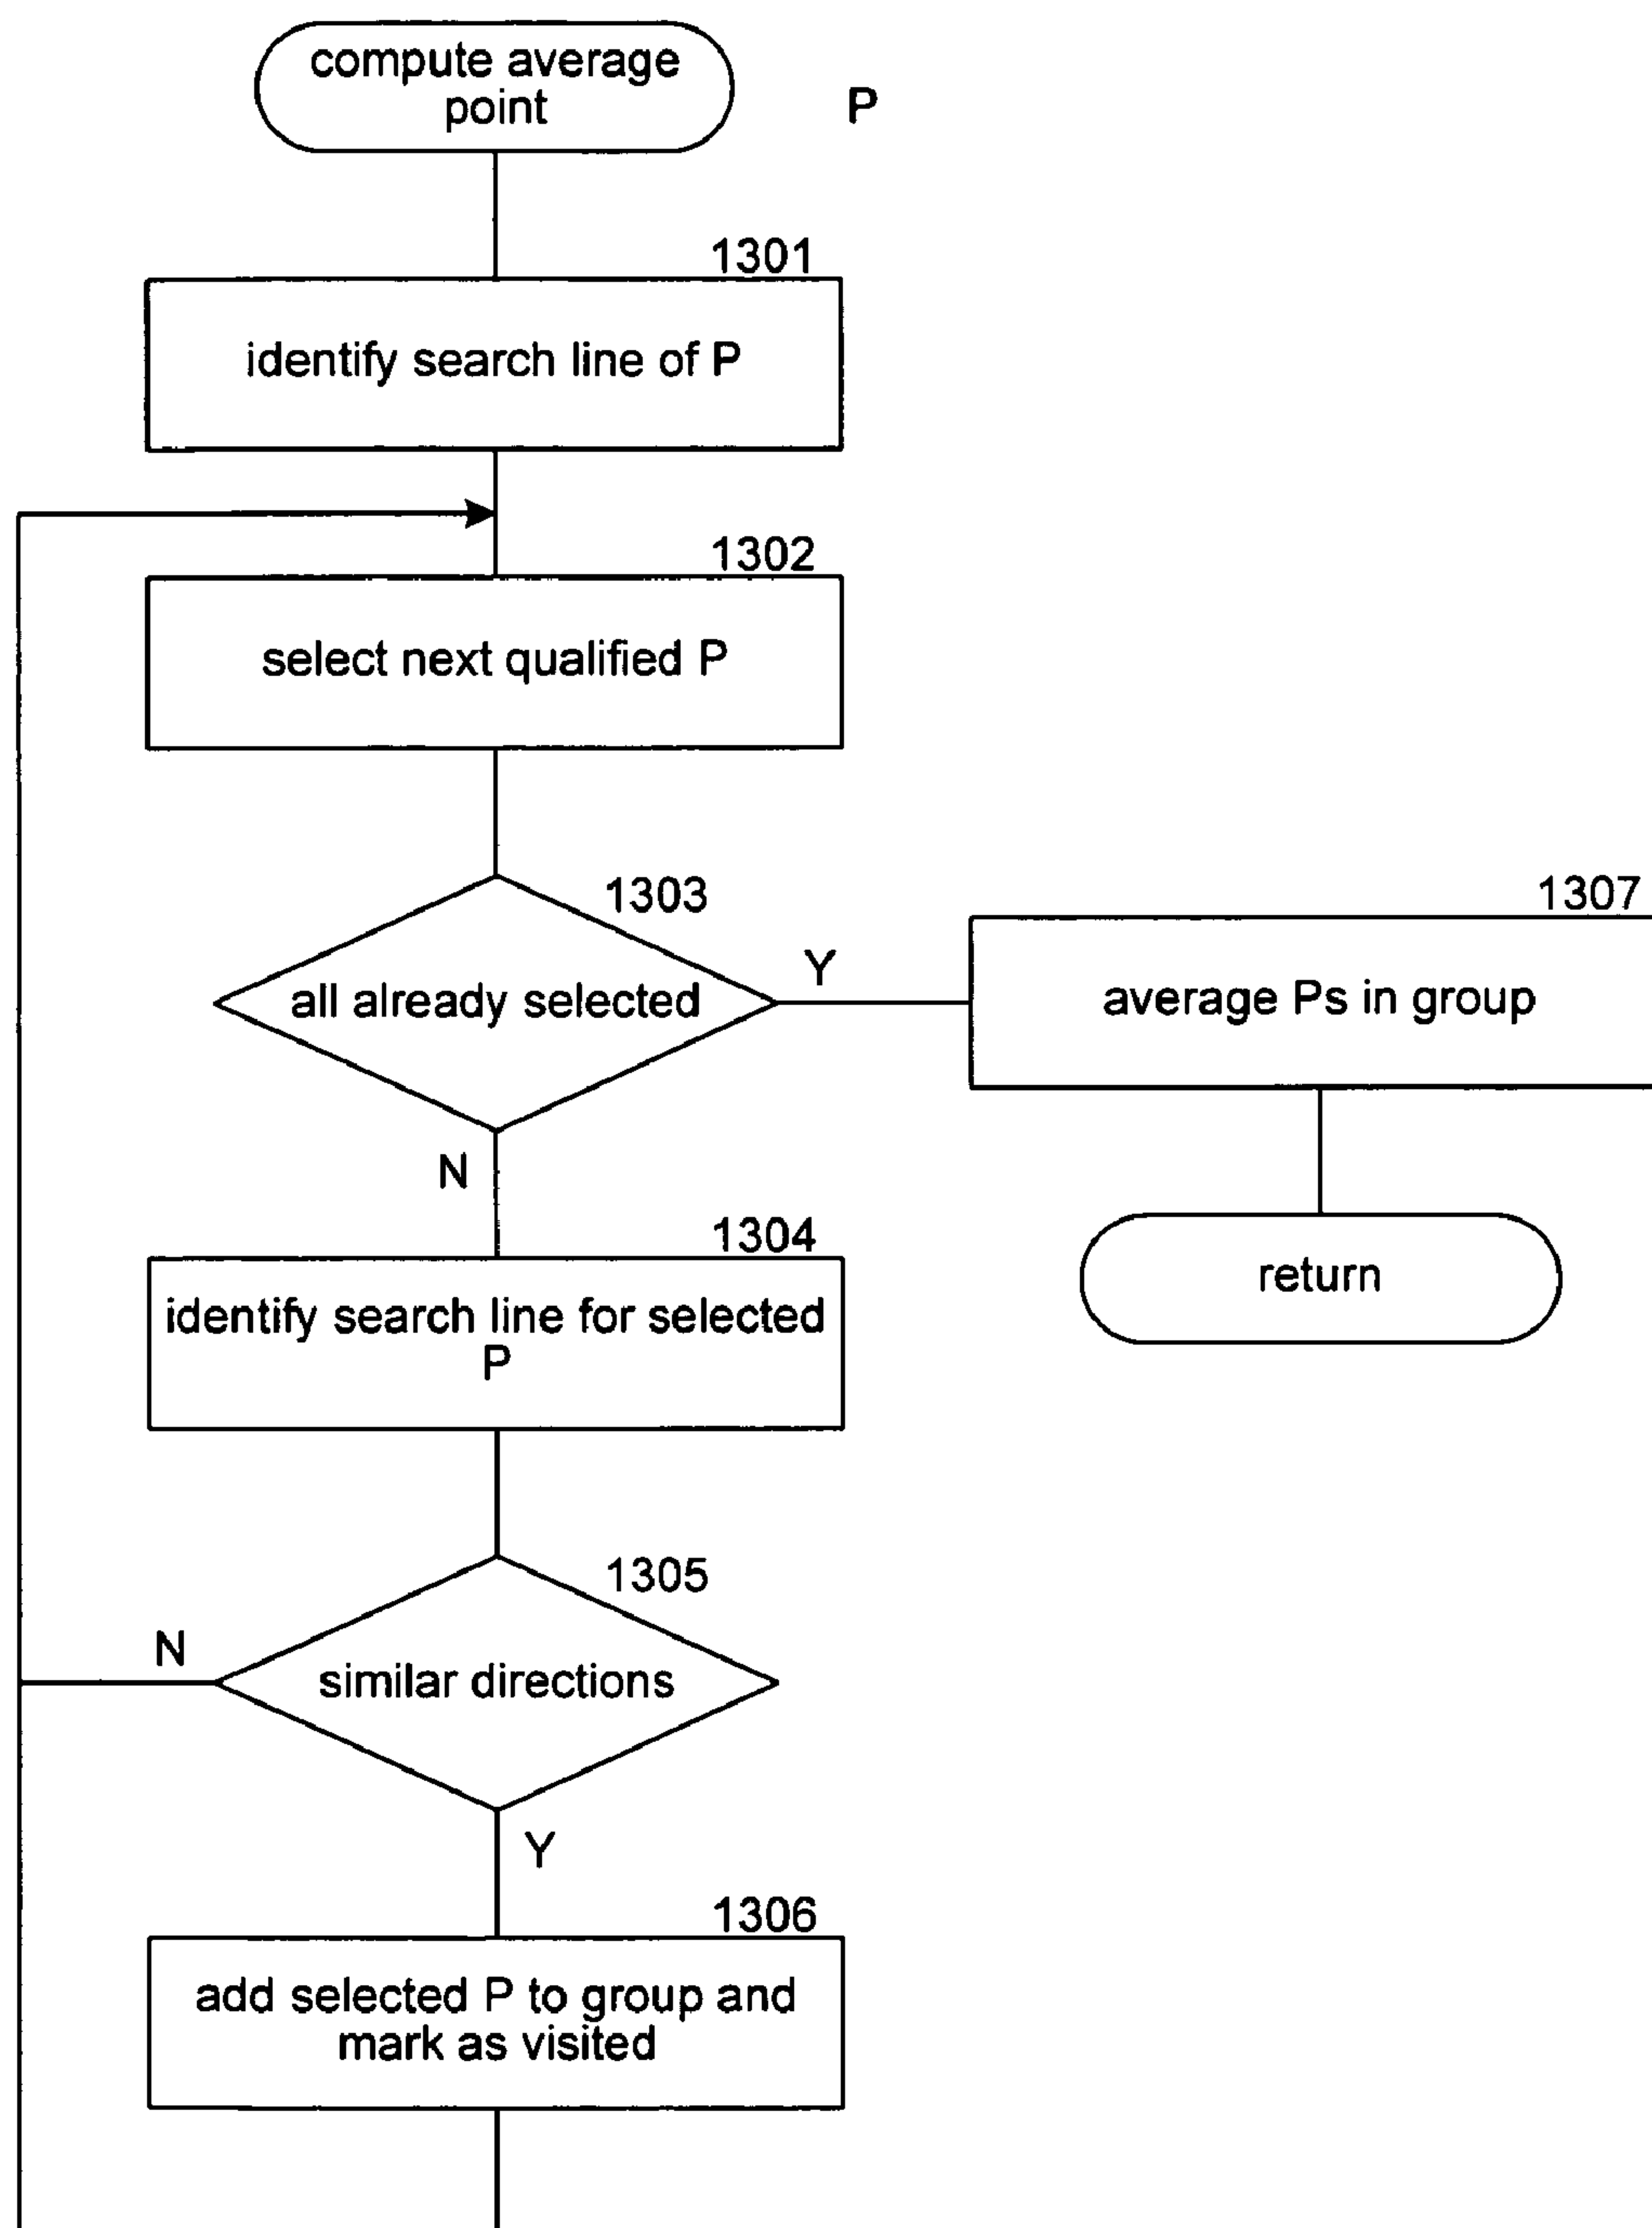 compute average
point
P
1301
identify search line of P
1302
select next qualified P
1303
all already selected
Y
N
1307
average Ps in group
return
1304
identify search line for selected
P
1305
similar directions
N
Y
1306
add selected P to group and
mark as visited